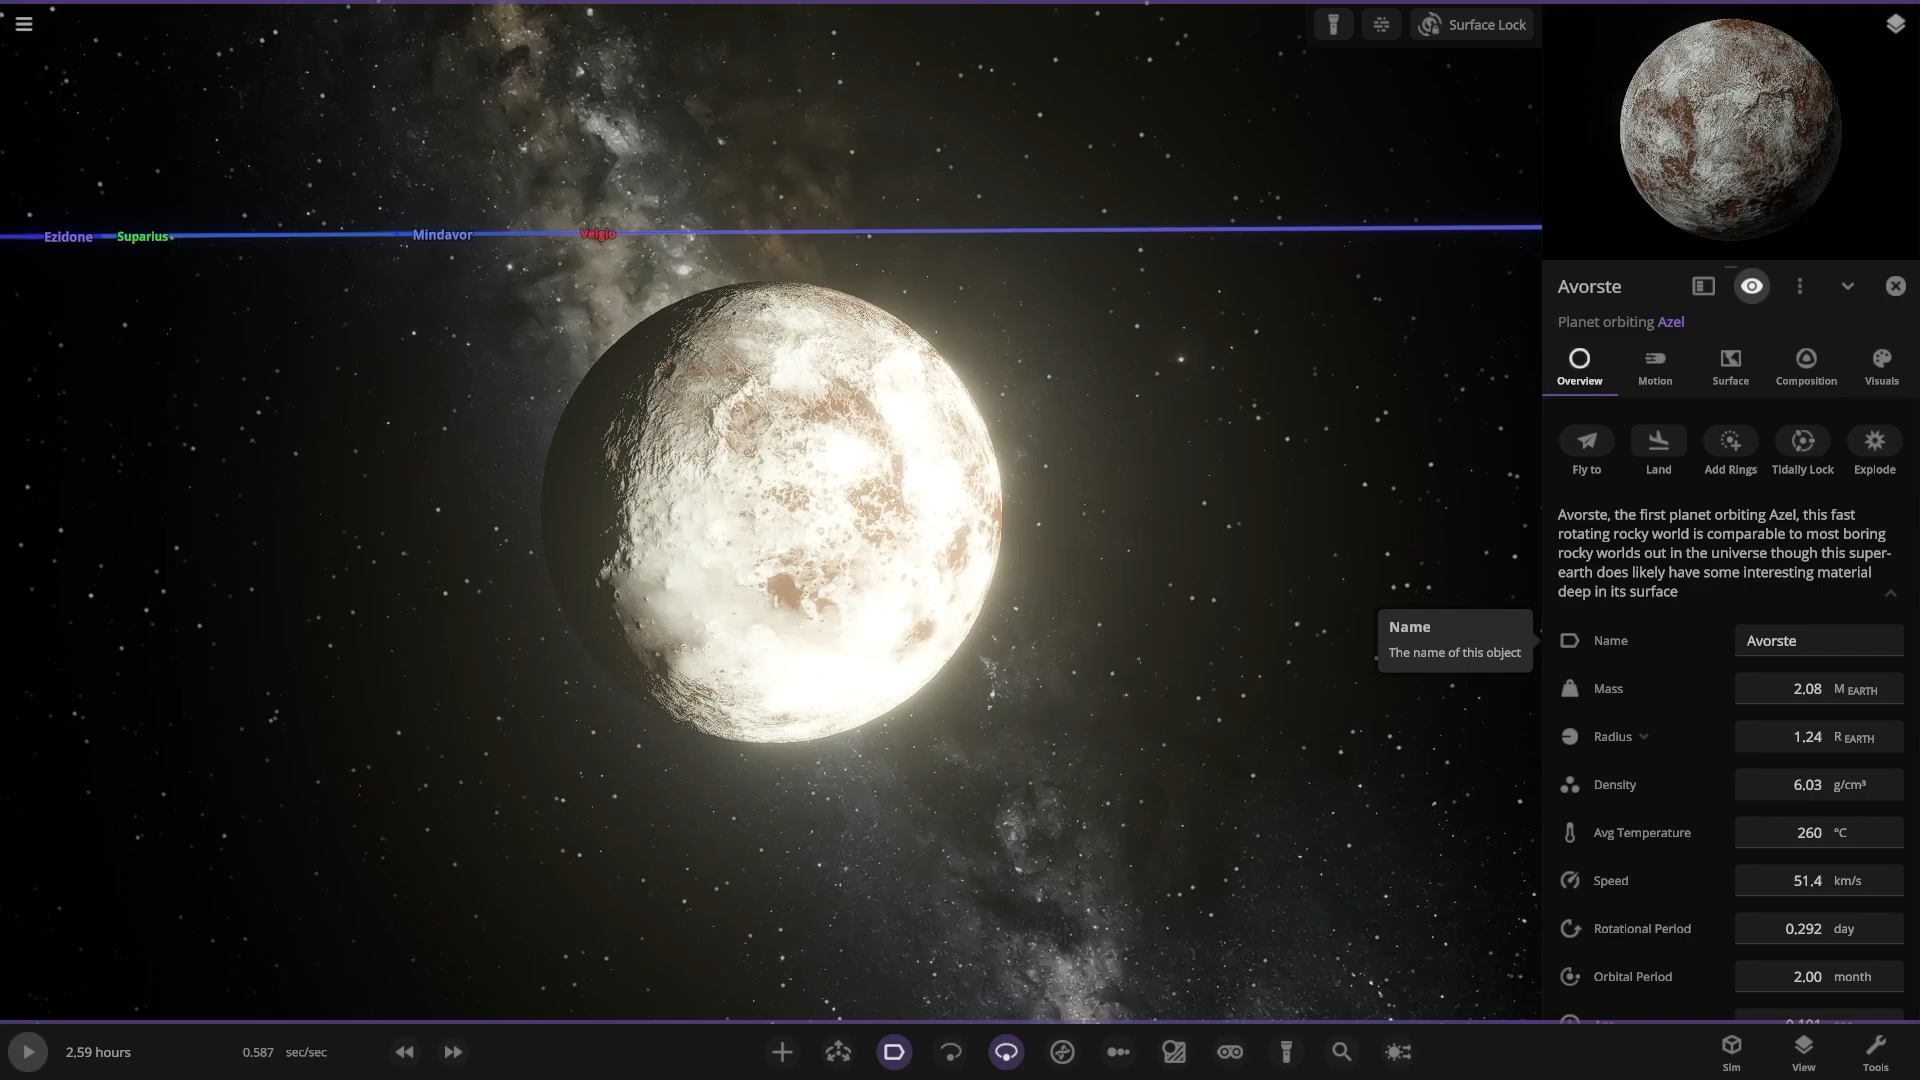 Surface Lock
Ezidone
Suparius
Mindavor
Velgio
Avorste
Planet orbiting Azel
Overview
Motion
Surface
Composition
Visuals
Fly to
Land
Add Rings
Tidally Lock
Explode
Avorste, the first planet orbiting Azel, this fast
rotating rocky world is comparable to most boring
rocky worlds out in the universe though this super-
earth does likely have some interesting material
deep in its surface
Name
The name of this object
Name Avorste
Mass 2.08 M EARTH
Radius 1.24 R EARTH
Density 6.03 g/cm³
Avg Temperature 260 °C
Speed 51.4 km/s
Rotational Period 0.292 day
Orbital Period 2.00 month
2.59 hours
0.587 sec/sec
Sim
View
Tools